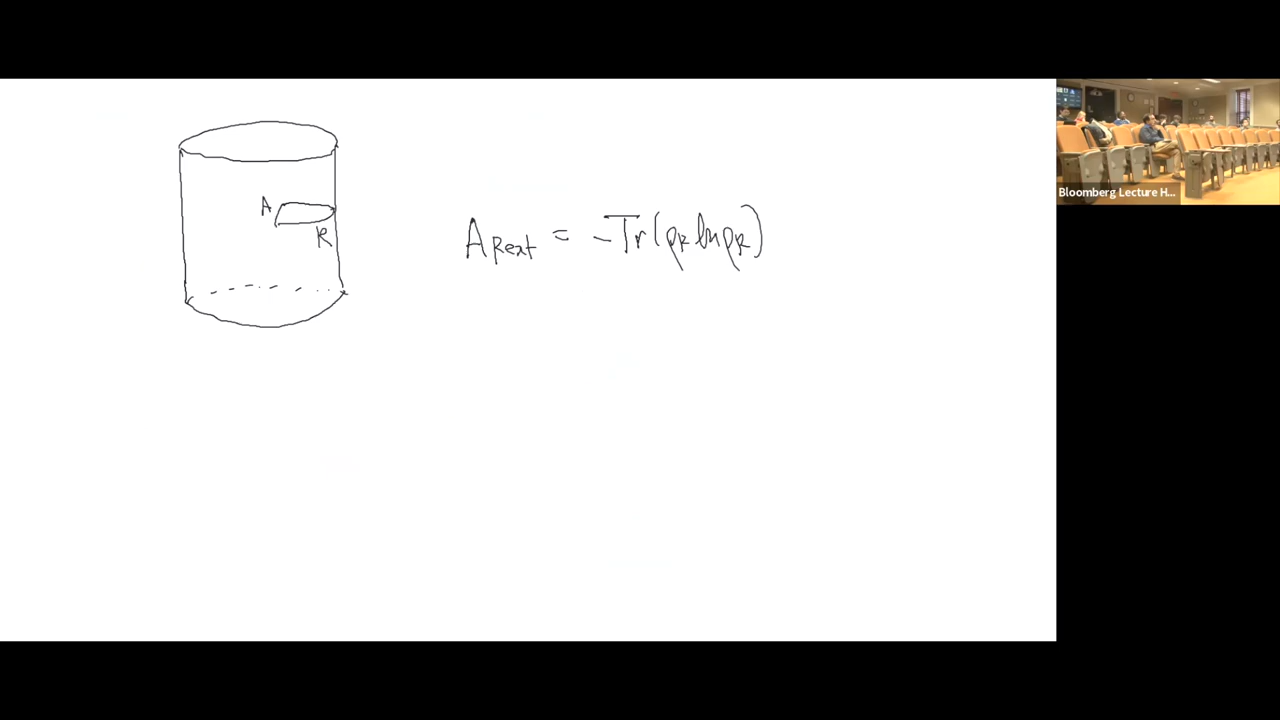 A
R
A_Rext = -Tr(ρ_R ln ρ_R)
Bloomberg Lecture H...